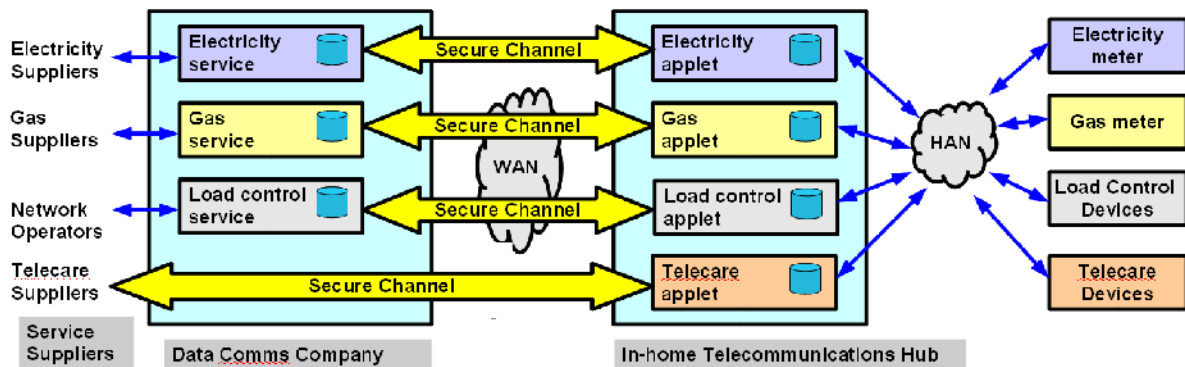 Electricity
Suppliers
Electricity
service
Secure Channel
Electricity
applet
Electricity
meter
Gas
Suppliers
Gas
service
Secure Channel
Gas
applet
Gas meter
WAN
HAN
Network
Operators
Load control
service
Secure Channel
Load control
applet
Load Control
Devices
Telecare
Suppliers
Secure Channel
Telecare
applet
Telecare
Devices
Service
Suppliers
Data Comms Company
In-home Telecommunications Hub